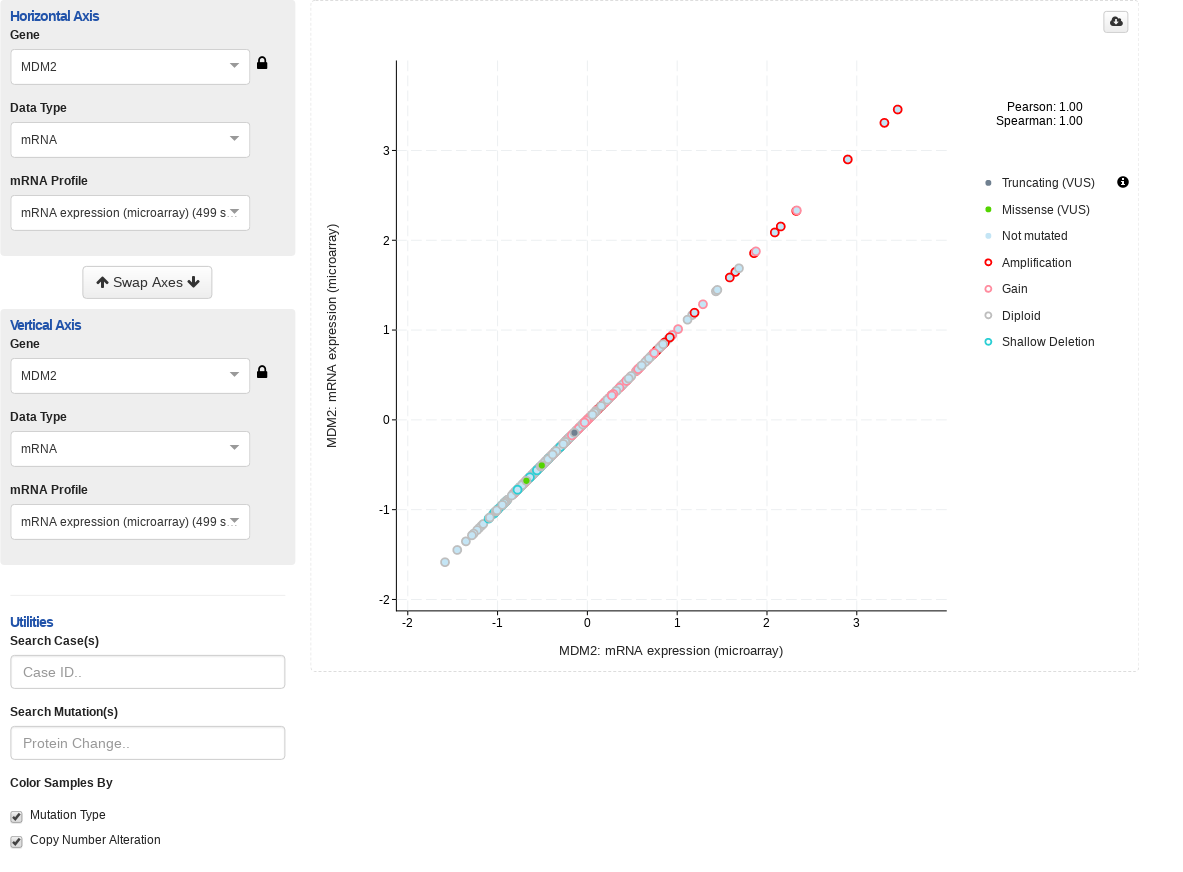 Horizontal Axis
Gene
MDM2
Data Type
mRNA
mRNA Profile
mRNA expression (microarray) (499 s...
Swap Axes
Vertical Axis
Gene
MDM2
Data Type
mRNA
mRNA Profile
mRNA expression (microarray) (499 s...
Utilities
Search Case(s)
Case ID..
Search Mutation(s)
Protein Change..
Color Samples By
Mutation Type
Copy Number Alteration
MDM2: mRNA expression (microarray)
3
2
1
0
-1
-2
-2 -1 0 1 2 3
MDM2: mRNA expression (microarray)
Pearson: 1.00
Spearman: 1.00
Truncating (VUS)
Missense (VUS)
Not mutated
Amplification
Gain
Diploid
Shallow Deletion